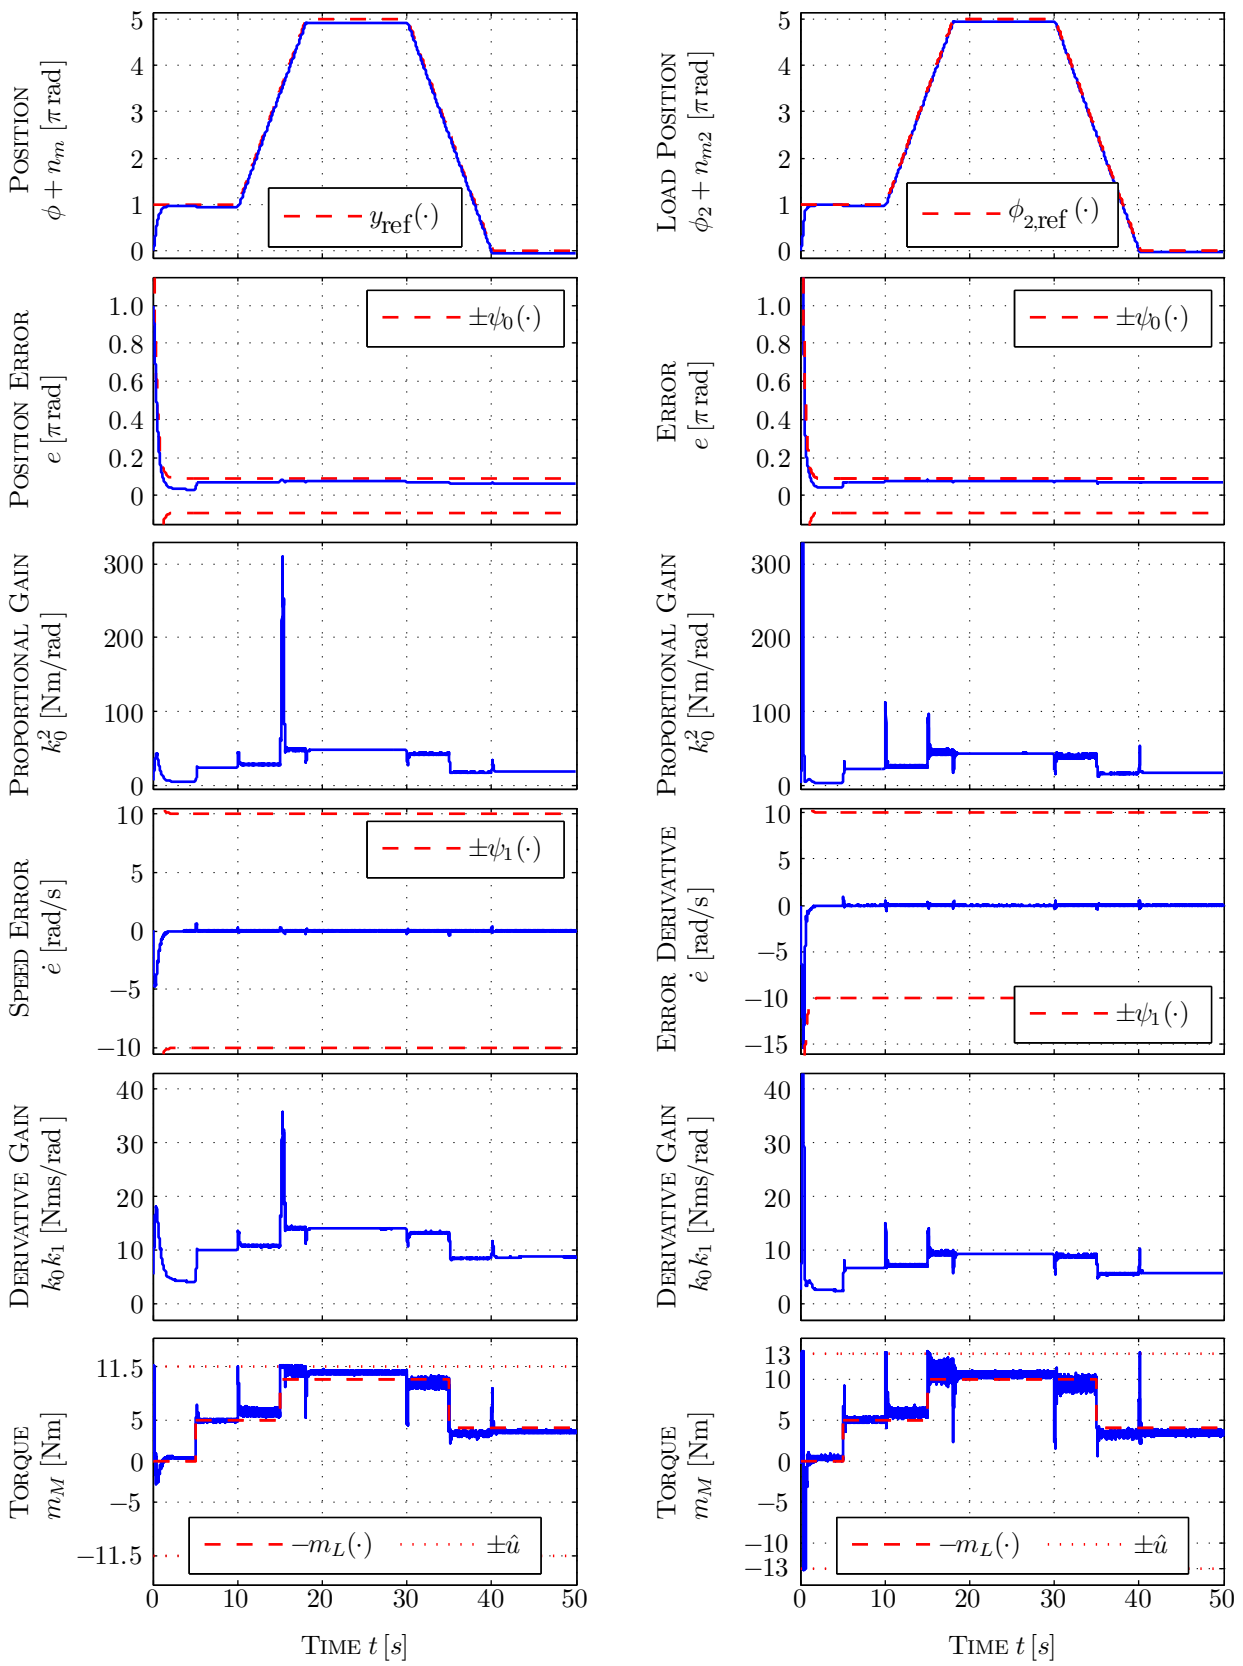 POSITION
φ + n_m [π rad]
5
4
3
2
1
0
y_ref(·)
POSITION ERROR
e [π rad]
1.0
0.8
0.6
0.4
0.2
0
±ψ_0(·)
PROPORTIONAL GAIN
k_0^2 [Nm/rad]
300
200
100
0
SPEED ERROR
ė [rad/s]
10
5
0
−5
−10
±ψ_1(·)
DERIVATIVE GAIN
k_0k_1 [Nms/rad]
40
30
20
10
0
TORQUE
m_M [Nm]
11.5
5
0
−5
−11.5
−m_L(·) ±û
0 10 20 30 40 50
TIME t [s]
LOAD POSITION
φ_2 + n_{m2} [π rad]
5
4
3
2
1
0
φ_{2,ref}(·)
ERROR
e [π rad]
1.0
0.8
0.6
0.4
0.2
0
±ψ_0(·)
PROPORTIONAL GAIN
k_0^2 [Nm/rad]
300
200
100
0
ERROR DERIVATIVE
ė [rad/s]
10
5
0
−5
−10
−15
±ψ_1(·)
DERIVATIVE GAIN
k_0k_1 [Nms/rad]
40
30
20
10
0
TORQUE
m_M [Nm]
13
10
5
0
−5
−10
−13
−m_L(·) ±û
0 10 20 30 40 50
TIME t [s]